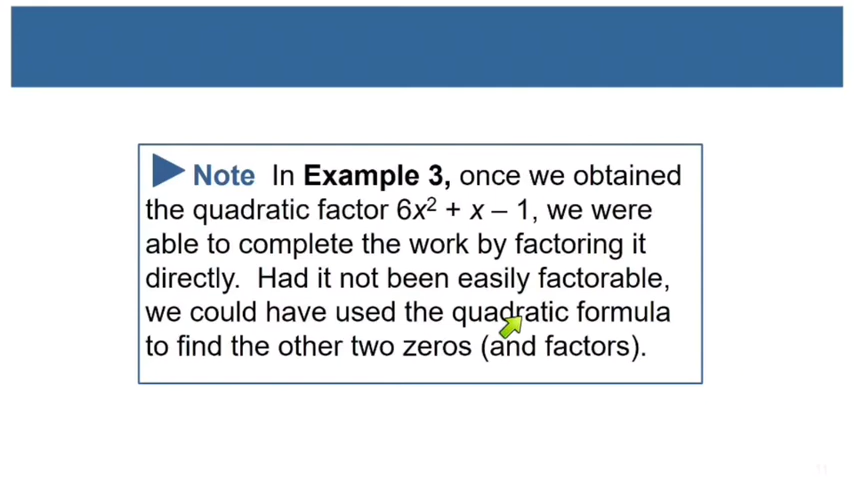 Note In Example 3, once we obtained
the quadratic factor 6x² + x – 1, we were
able to complete the work by factoring it
directly. Had it not been easily factorable,
we could have used the quadratic formula
to find the other two zeros (and factors).